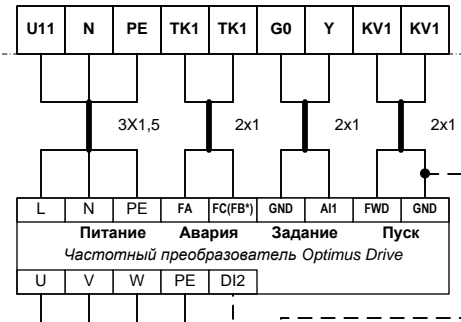 U11 N PE TK1 TK1 G0 Y KV1 KV1
3X1,5 2x1 2x1 2x1
L N PE FA FC(FB*) GND AI1 FWD GND
Питание Авария Задание Пуск
Частотный преобразователь Optimus Drive
U V W PE DI2